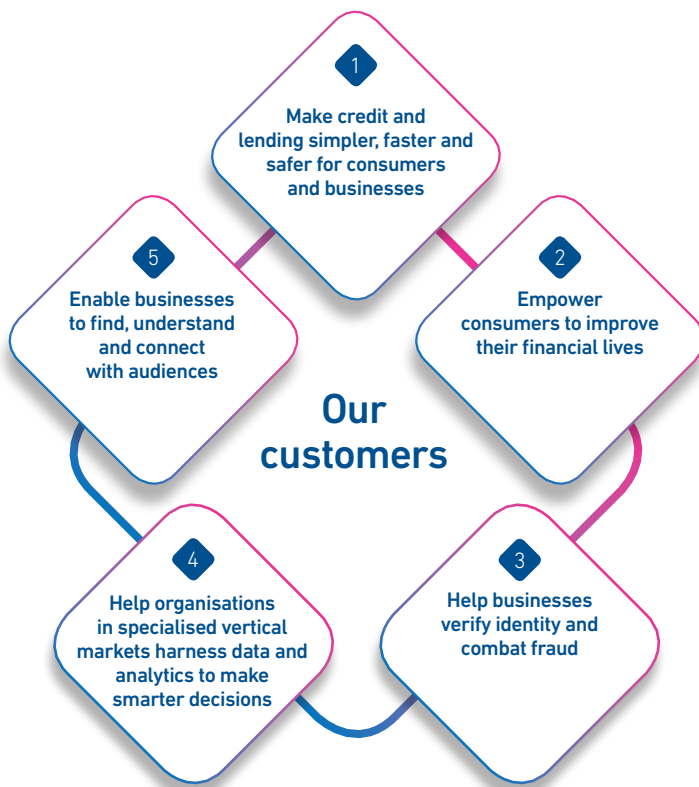 1
Make credit and
lending simpler, faster and
safer for consumers
and businesses
2
Empower
consumers to improve
their financial lives
3
Help businesses
verify identity and
combat fraud
4
Help organisations
in specialised vertical
markets harness data and
analytics to make
smarter decisions
5
Enable businesses
to find, understand
and connect
with audiences
Our
customers